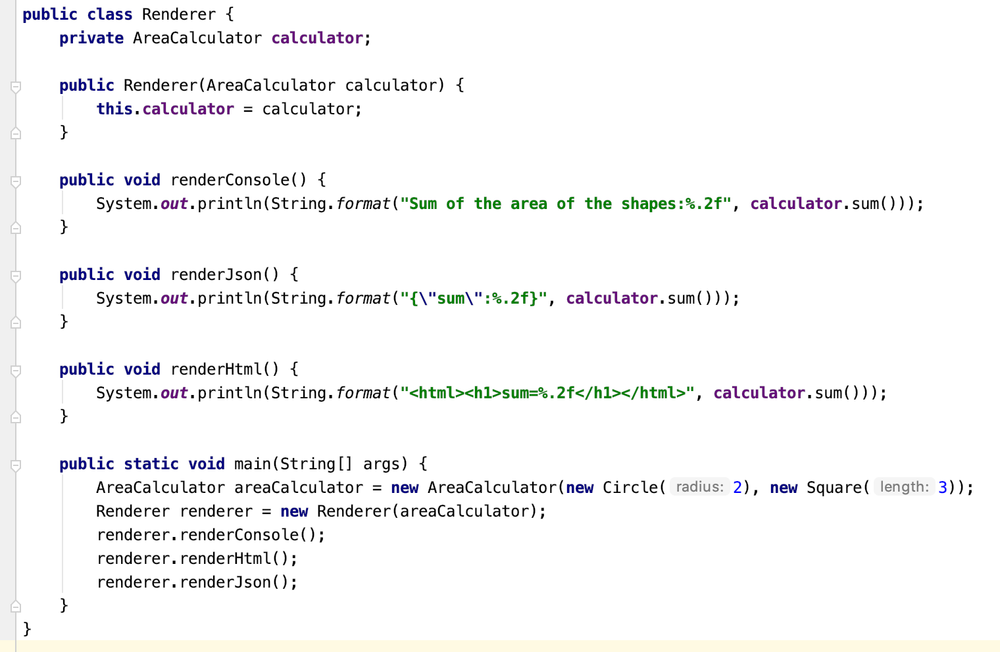 public class Renderer {
    private AreaCalculator calculator;

    public Renderer(AreaCalculator calculator) {
        this.calculator = calculator;
    }

    public void renderConsole() {
        System.out.println(String.format("Sum of the area of the shapes:%.2f", calculator.sum()));
    }

    public void renderJson() {
        System.out.println(String.format("{\"sum\":%.2f}", calculator.sum()));
    }

    public void renderHtml() {
        System.out.println(String.format("<html><h1>sum=%.2f</h1></html>", calculator.sum()));
    }

    public static void main(String[] args) {
        AreaCalculator areaCalculator = new AreaCalculator(new Circle( radius: 2), new Square( length: 3));
        Renderer renderer = new Renderer(areaCalculator);
        renderer.renderConsole();
        renderer.renderHtml();
        renderer.renderJson();
    }
}